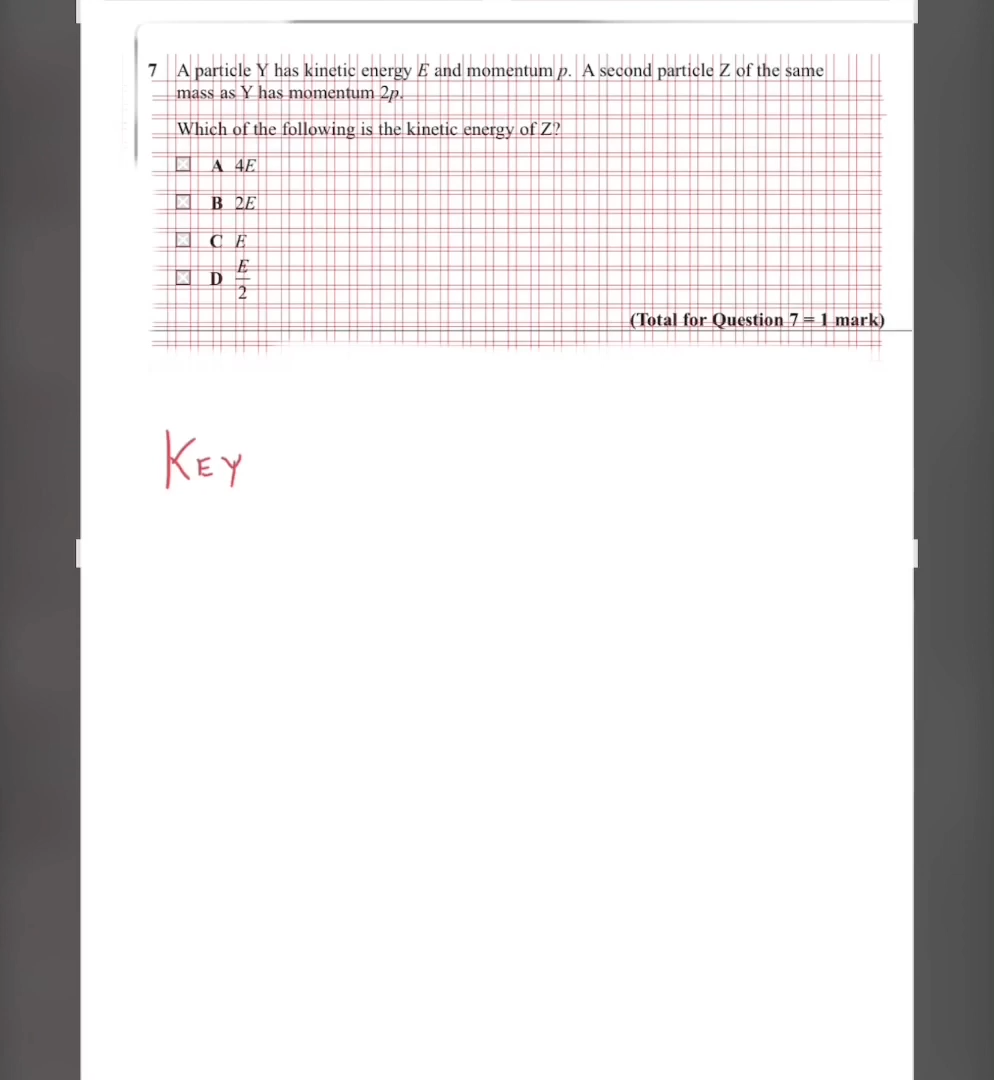 7 A particle Y has kinetic energy E and momentum p. A second particle Z of the same
mass as Y has momentum 2p.
Which of the following is the kinetic energy of Z?
A 4E
B 2E
C E
D E/2
(Total for Question 7 = 1 mark)
KEY